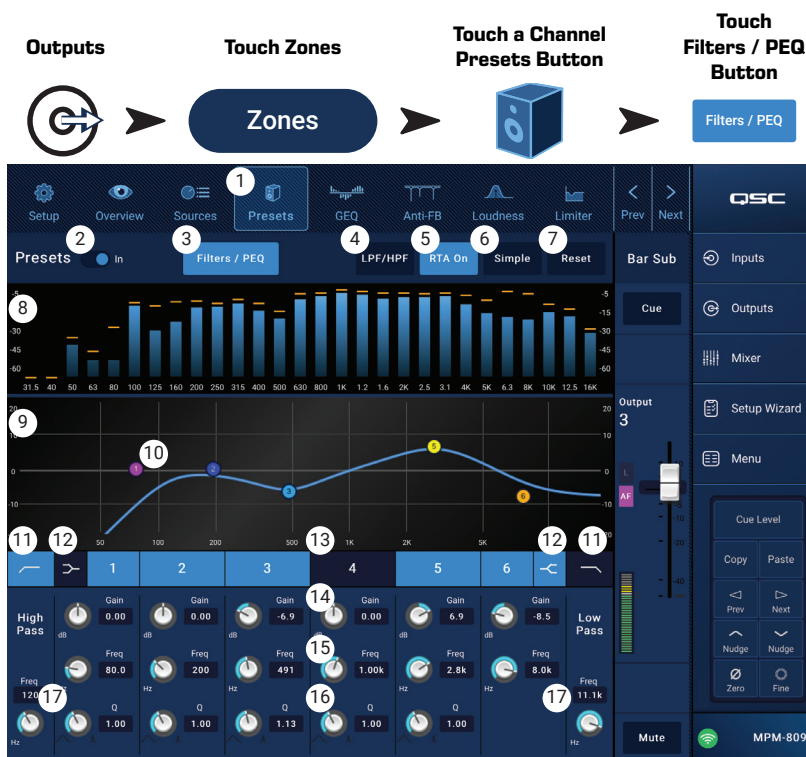 Outputs
Touch Zones
Touch a Channel
Presets Button
Touch
Filters / PEQ
Button
Zones
Filters / PEQ
1
Setup
Overview
Sources
Presets
GEQ
Anti-FB
Loudness
Limiter
Prev
Next
QSC
2
3
4
5
6
7
Presets
In
Filters / PEQ
LPF/HPF
RTA On
Simple
Reset
Bar Sub
Inputs
8
-5 -5
-15 -15
-30 -30
-45 -45
-60 -60
31.5 40 50 63 80 100 125 160 200 250 315 400 500 630 800 1K 1.2 1.6 2K 2.5 3.1 4K 5K 6.3 8K 10K 12.5 16K
Cue
Outputs
Mixer
9
20 20
10 10
0 0
-10 -10
20
10
1 2 3 5 6
50 100 200 500 1K 2K 5K
Output
3
L
AF
10
-5
-10
-20
-40
Setup Wizard
Menu
11 12 13 12 11
1 2 3 4 5 6
High
Pass
Gain Gain Gain 14 Gain Gain Gain
0.00 0.00 -6.9 0.00 6.9 -8.5
dB dB dB dB dB dB
Low
Pass
Freq Freq Freq 15 Freq Freq Freq
80.0 200 491 1.00k 2.8k 8.0k
Hz Hz Hz Hz Hz Hz
Freq
120
17
Hz
Q Q Q 16 Q Q
1.00 1.00 1.13 1.00 1.00
Freq
11.1k
17
Hz
Mute
Cue Level
Copy
Paste
Prev
Next
Nudge
Nudge
Zero
Fine
MPM-809